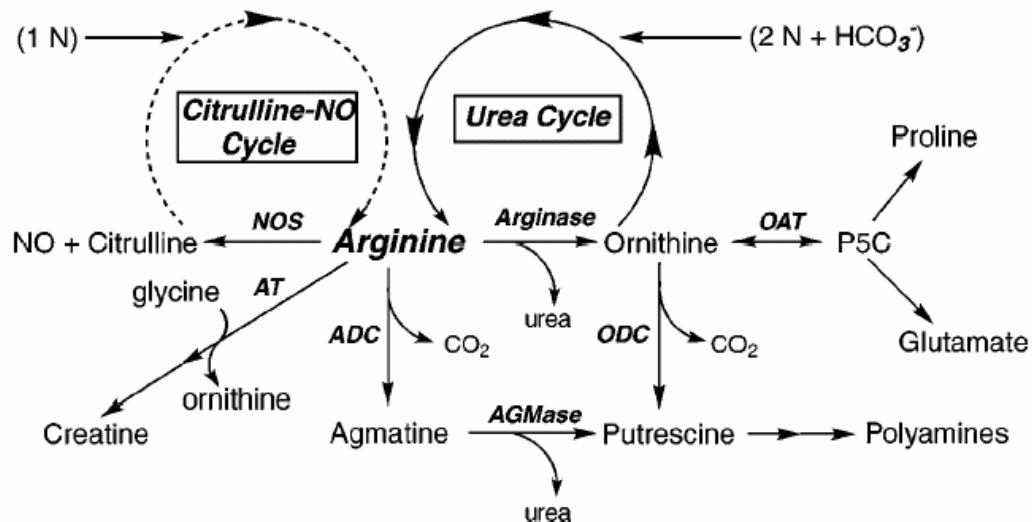 (1 N)
(2 N + HCO3-)
Citrulline-NO
Cycle
Urea Cycle
Proline
NOS
Arginase
OAT
NO + Citrulline
Arginine
Ornithine
P5C
glycine
AT
urea
ADC
CO2
ODC
CO2
Glutamate
ornithine
Creatine
Agmatine
AGMase
Putrescine
Polyamines
urea